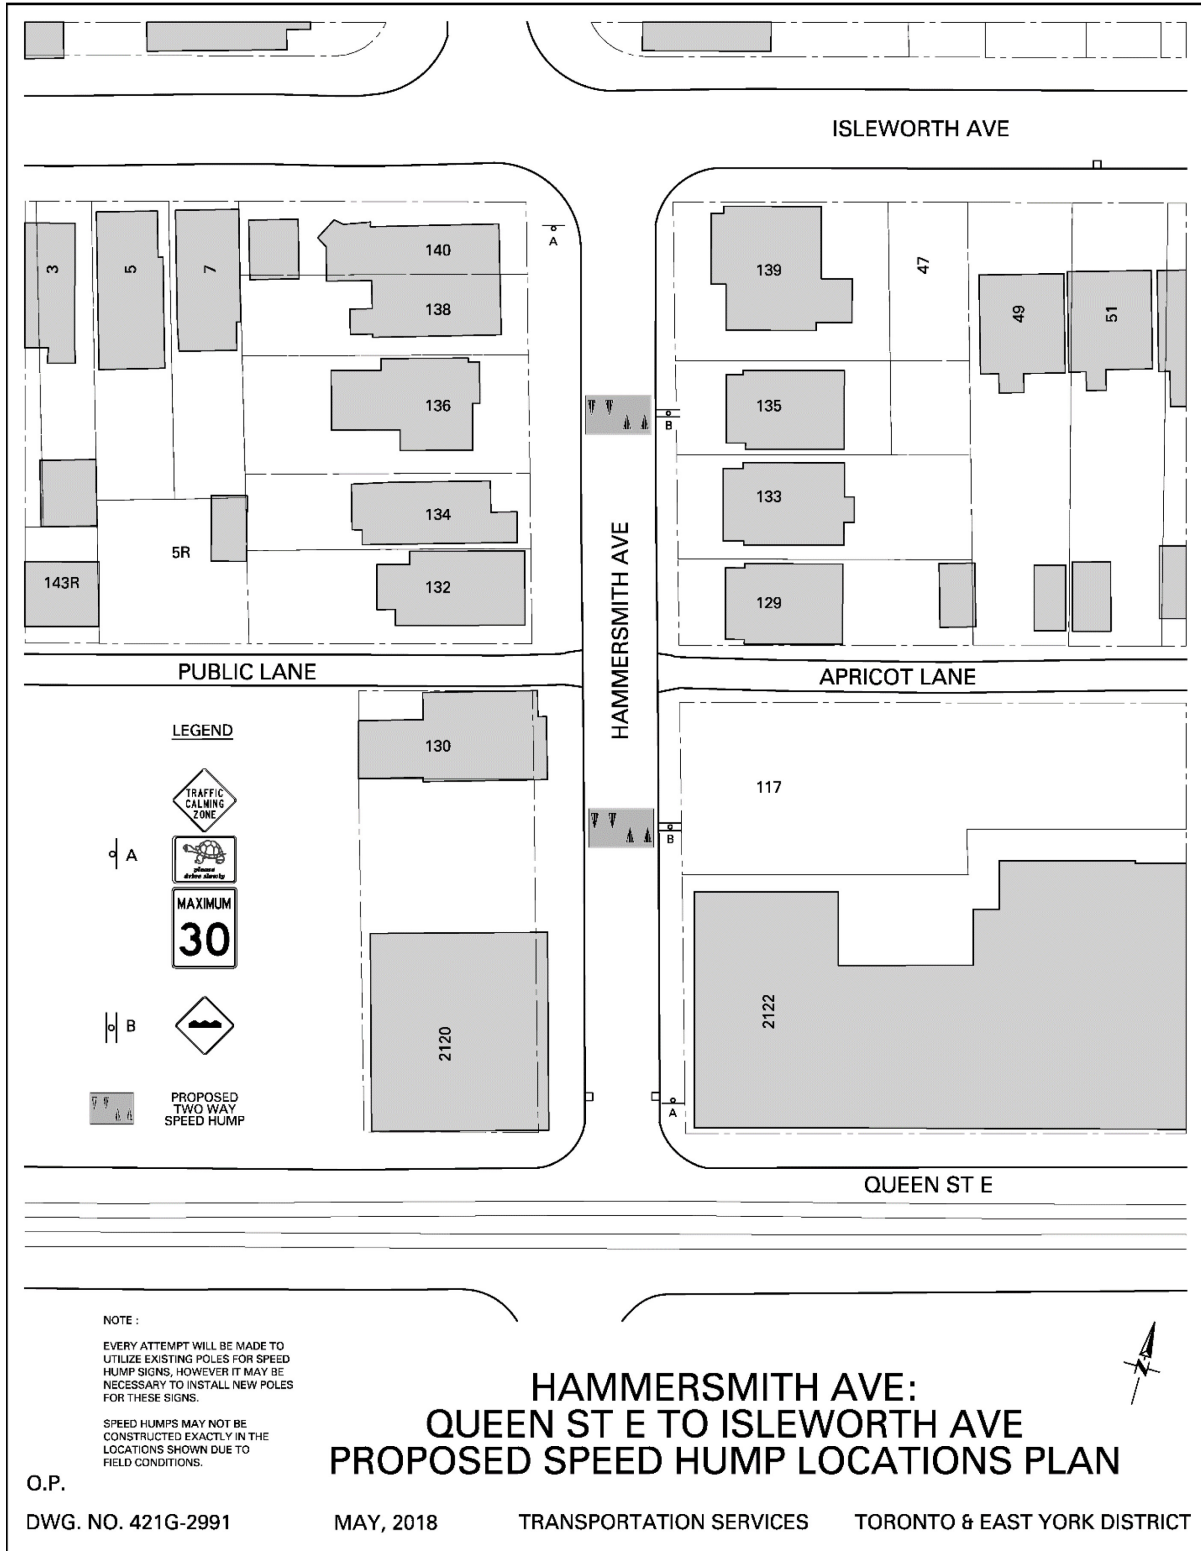 ISLEWORTH AVE
A
3
5
7
140
138
139
47
49
51
136
B
135
134
133
5R
143R
132
129
HAMMERSMITH AVE
PUBLIC LANE
APRICOT LANE
LEGEND
130
117
TRAFFIC
CALMING
ZONE
A
please
drive slowly
B
MAXIMUM
30
B
2120
2122
PROPOSED
TWO WAY
SPEED HUMP
A
QUEEN ST E
NOTE :
EVERY ATTEMPT WILL BE MADE TO
UTILIZE EXISTING POLES FOR SPEED
HUMP SIGNS, HOWEVER IT MAY BE
NECESSARY TO INSTALL NEW POLES
FOR THESE SIGNS.
SPEED HUMPS MAY NOT BE
CONSTRUCTED EXACTLY IN THE
LOCATIONS SHOWN DUE TO
FIELD CONDITIONS.
N
HAMMERSMITH AVE:
QUEEN ST E TO ISLEWORTH AVE
PROPOSED SPEED HUMP LOCATIONS PLAN
O.P.
DWG. NO. 421G-2991
MAY, 2018
TRANSPORTATION SERVICES
TORONTO & EAST YORK DISTRICT